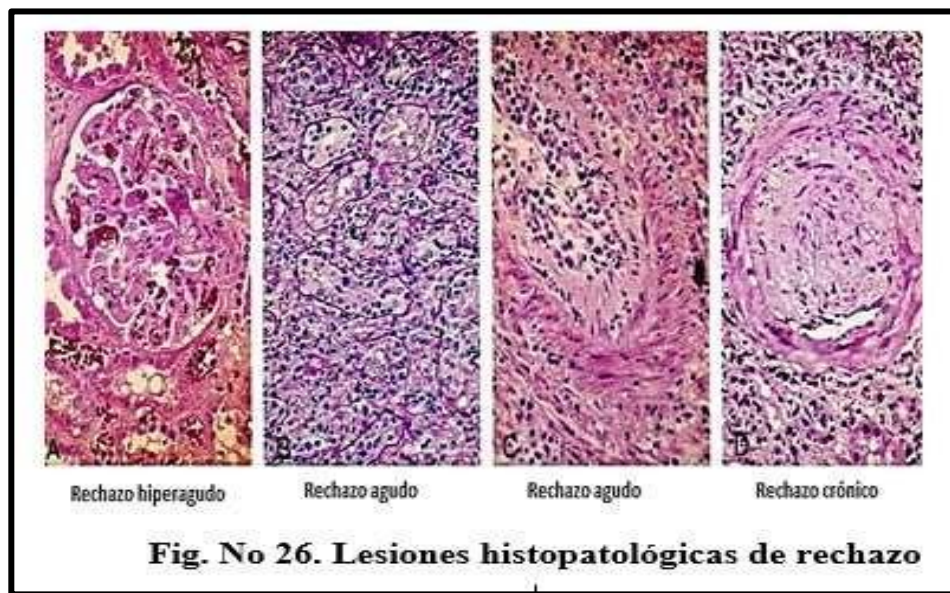 A B C D
Rechazo hiperagudo Rechazo agudo Rechazo agudo Rechazo crónico
Fig. No 26. Lesiones histopatológicas de rechazo